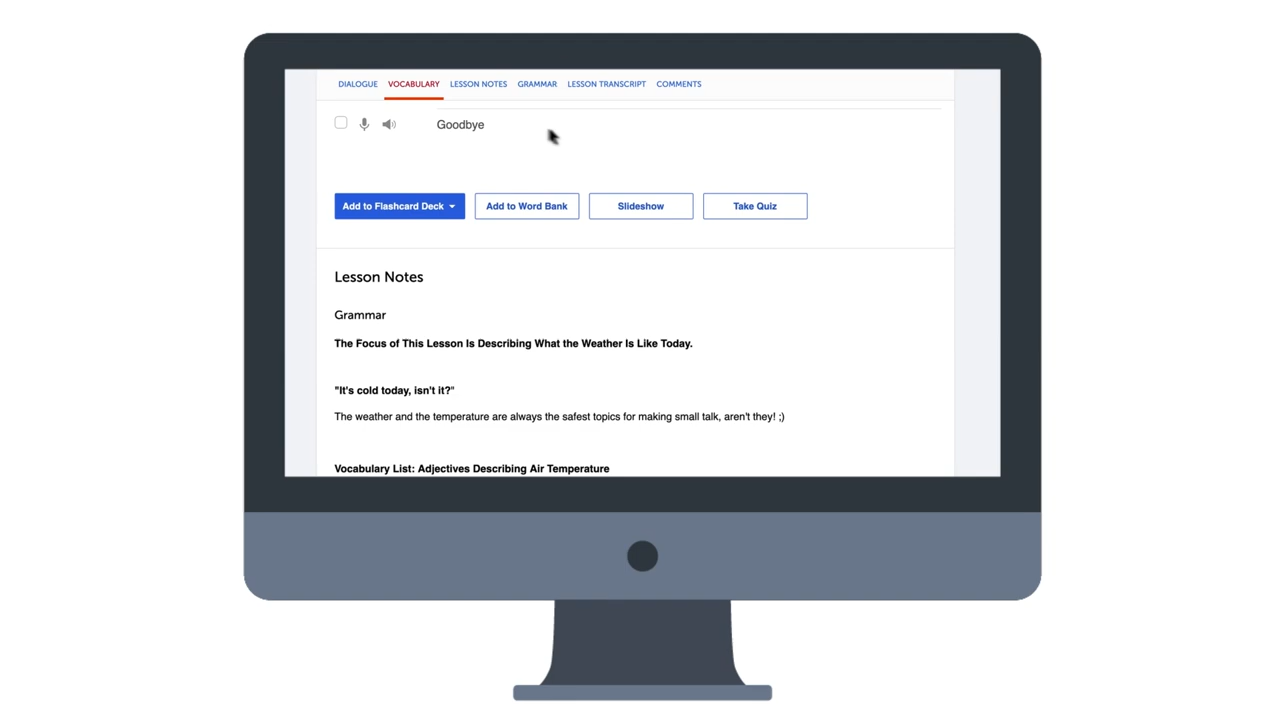 DIALOGUE VOCABULARY LESSON NOTES GRAMMAR LESSON TRANSCRIPT COMMENTS
Goodbye
Add to Flashcard Deck Add to Word Bank Slideshow Take Quiz
Lesson Notes
Grammar
The Focus of This Lesson Is Describing What the Weather Is Like Today.
"It's cold today, isn't it?"
The weather and the temperature are always the safest topics for making small talk, aren't they! ;)
Vocabulary List: Adjectives Describing Air Temperature